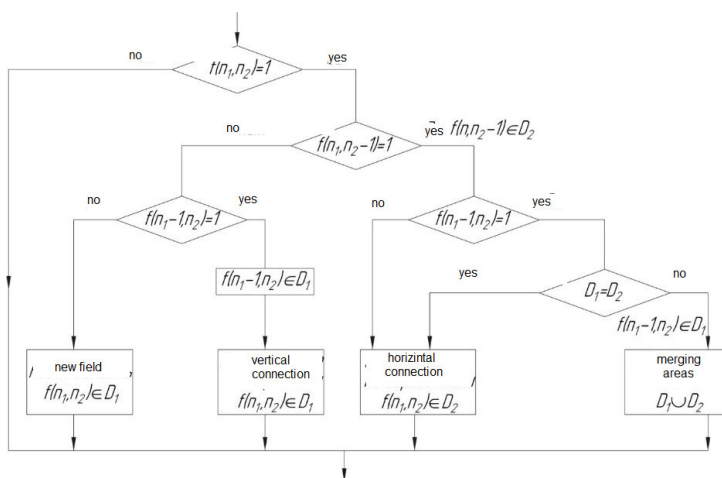 no
yes
f(n₁,n₂)=1
no
yes f(n,n₂-1)∈D₂
f(n₁,n₂-1)=1
no
yes
no
yes
f(n₁-1,n₂)=1
f(n₁-1,n₂)=1
f(n₁-1,n₂)∈D₁
yes
no
D₁=D₂
f(n₁-1,n₂)∈D₁
new field
f(n₁,n₂)∈D₁
vertical
connection
f(n₁,n₂)∈D₁
horizintal
connection
f(n₁,n₂)∈D₂
merging
areas
D₁∪D₂